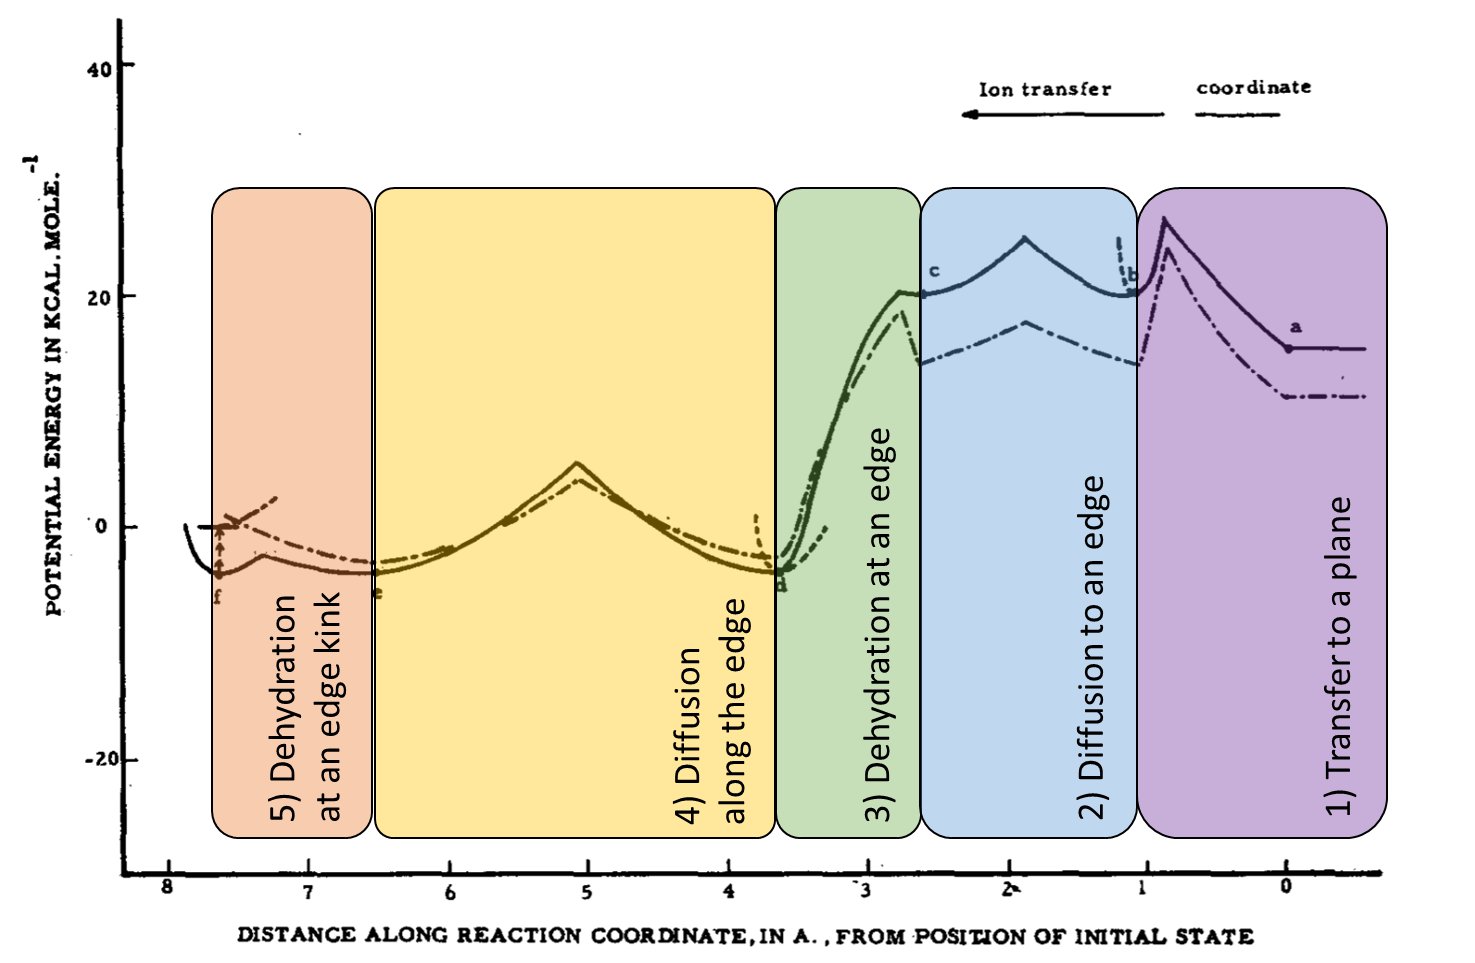 40
20
0
-20
POTENTIAL ENERGY IN KCAL.MOLE.-1
Ion transfer coordinate
a
b
c
d
e
f
5) Dehydration
at an edge kink
4) Diffusion
along the edge
3) Dehydration at an edge
2) Diffusion to an edge
1) Transfer to a plane
8 7 6 5 4 3 2 1 0
DISTANCE ALONG REACTION COORDINATE, IN A., FROM POSITION OF INITIAL STATE